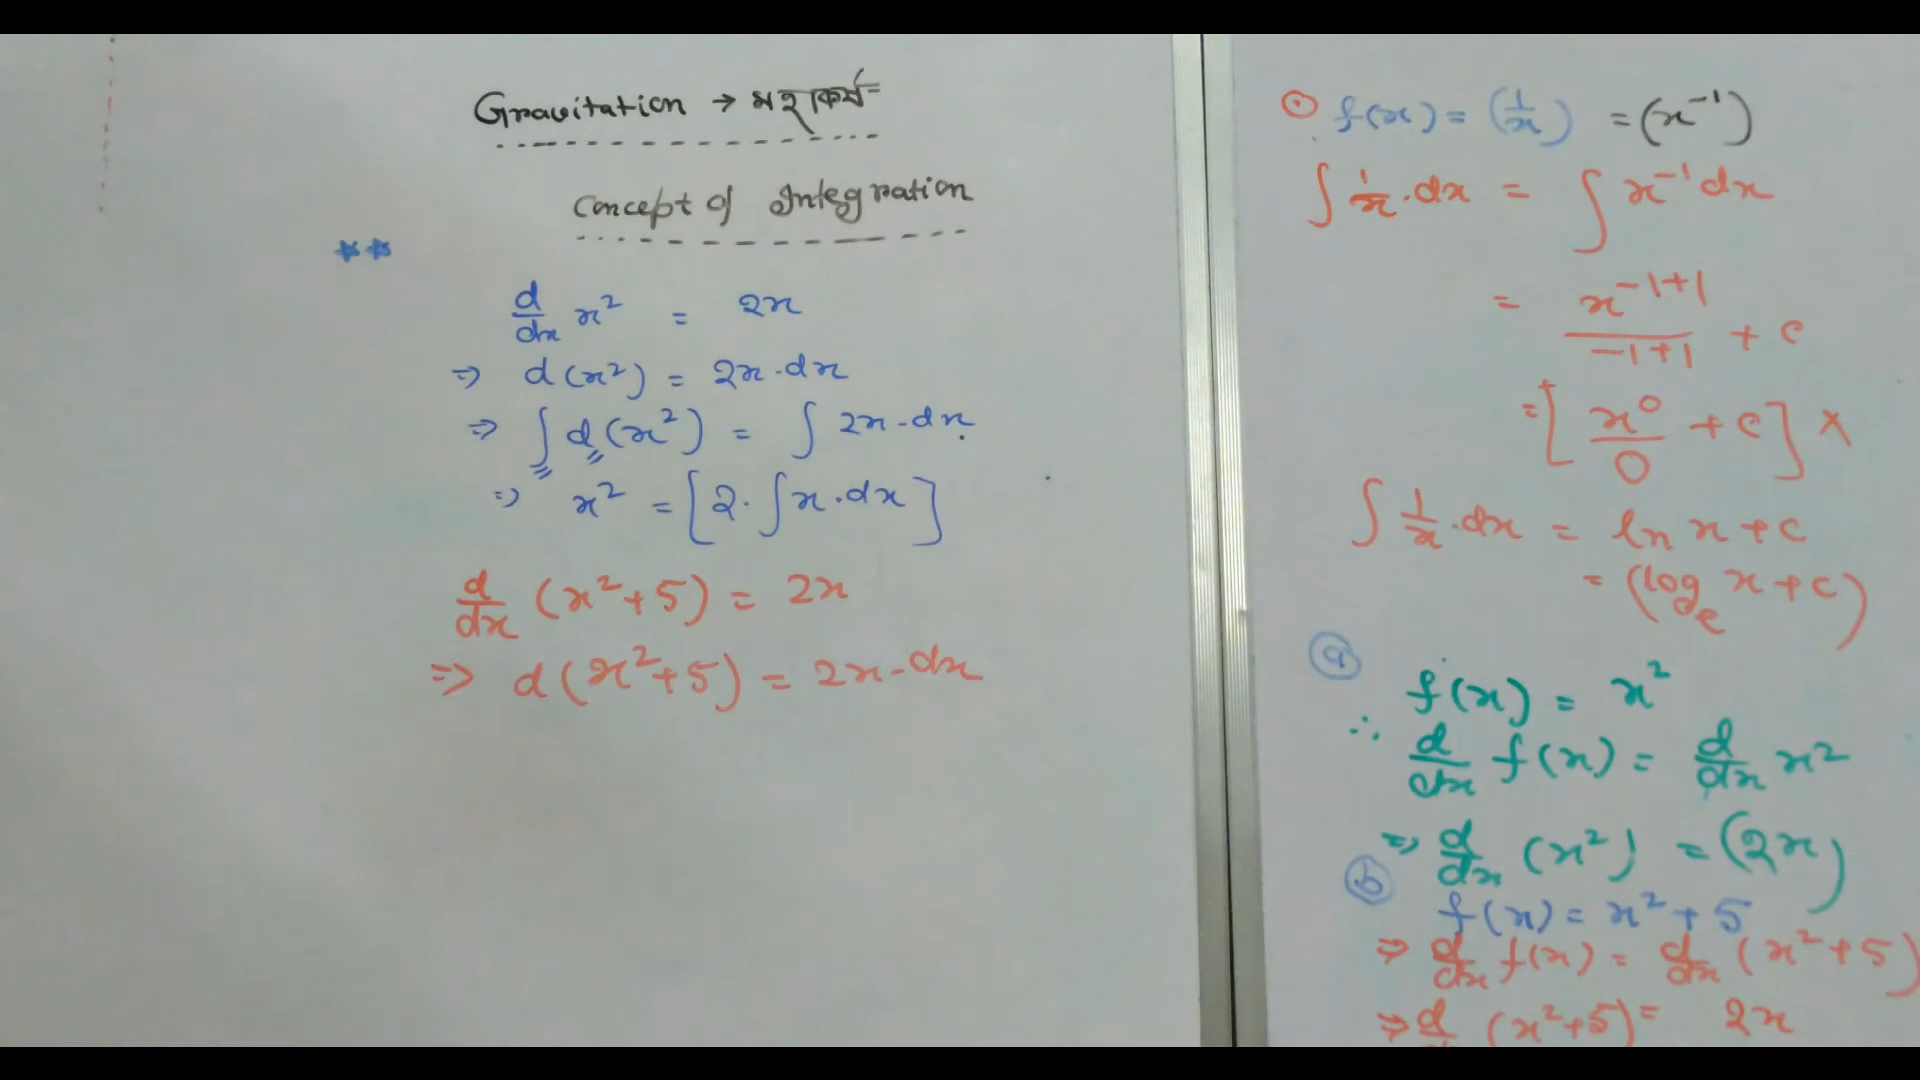 Gravitation → মহাকর্ষ
Concept of Integration
**
d/dx x² = 2x
⇒ d(x²) = 2x·dx
⇒ ∫ d(x²) = ∫ 2x·dx
⇒ x² = [2·∫x·dx]
d/dx (x²+5) = 2x
⇒ d(x²+5) = 2x·dx
f(x) = (1/x) = (x⁻¹)
∫ 1/x·dx = ∫ x⁻¹dx
= x⁻¹⁺¹/-1+1 + c
= [x⁰/0 + c] ×
∫ 1/x·dx = ln x + c
= (logₑ x + c)
ⓐ
f(x) = x²
∴ d/dx f(x) = d/dx x²
⇒ d/dx (x²) = (2x)
ⓑ
f(x) = x² + 5
⇒ d/dx f(x) = d/dx (x²+5)
⇒ d/dx (x²+5) = 2x